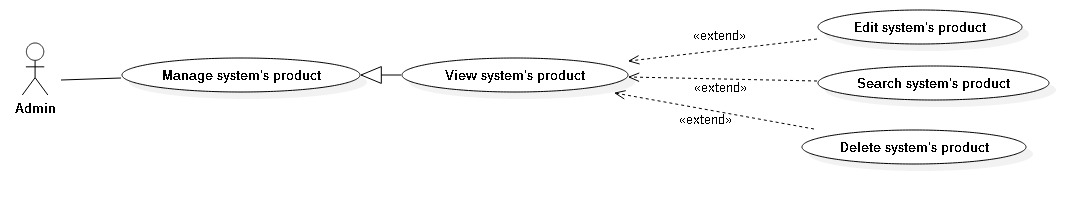 Edit system's product
«extend»
Manage system's product
View system's product
Search system's product
«extend»
Admin
«extend»
Delete system's product